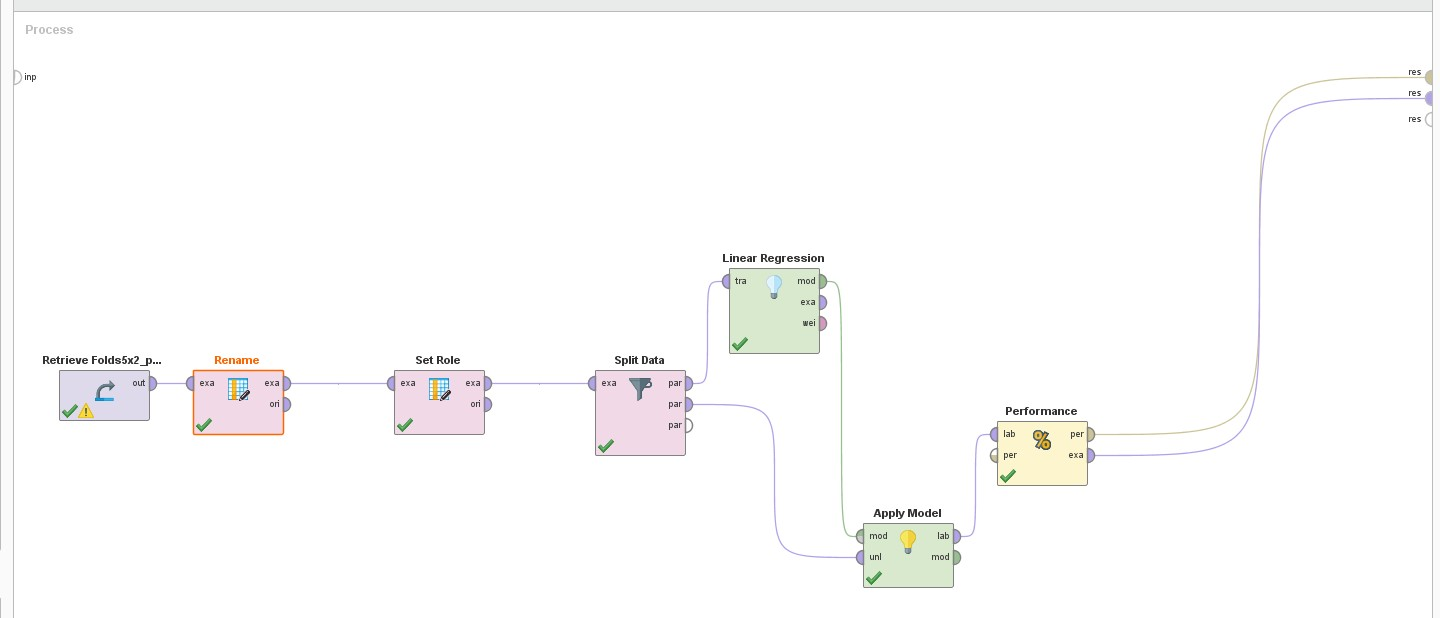 Process
inp
res
res
res
Linear Regression
tra
mod
exa
wei
Retrieve Folds5x2_p...
out
Rename
exa
exa
ori
Set Role
exa
exa
ori
Split Data
exa
par
par
par
Performance
lab
per
per
exa
Apply Model
mod
lab
unl
mod